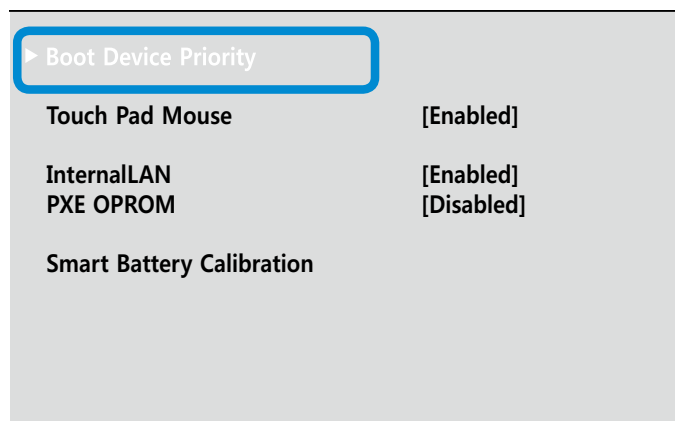 ▶ Boot Device Priority
Touch Pad Mouse [Enabled]
InternalLAN [Enabled]
PXE OPROM [Disabled]
Smart Battery Calibration